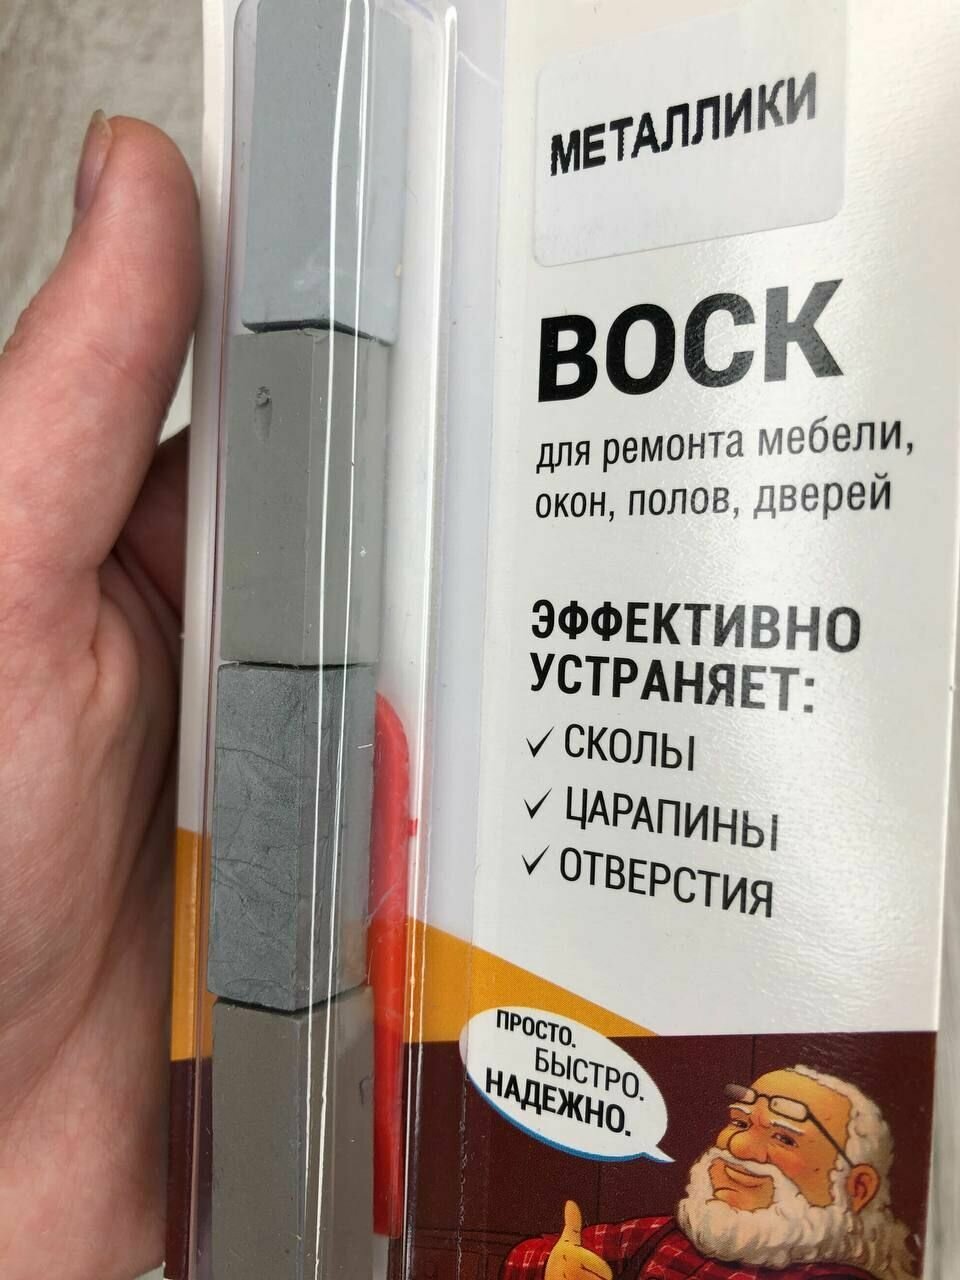 МЕТАЛЛИКИ
ВОСК
для ремонта мебели,
окон, полов, дверей
ЭФФЕКТИВНО
УСТРАНЯЕТ:
✓ СКОЛЫ
✓ ЦАРАПИНЫ
✓ ОТВЕРСТИЯ
ПРОСТО.
БЫСТРО.
НАДЕЖНО.